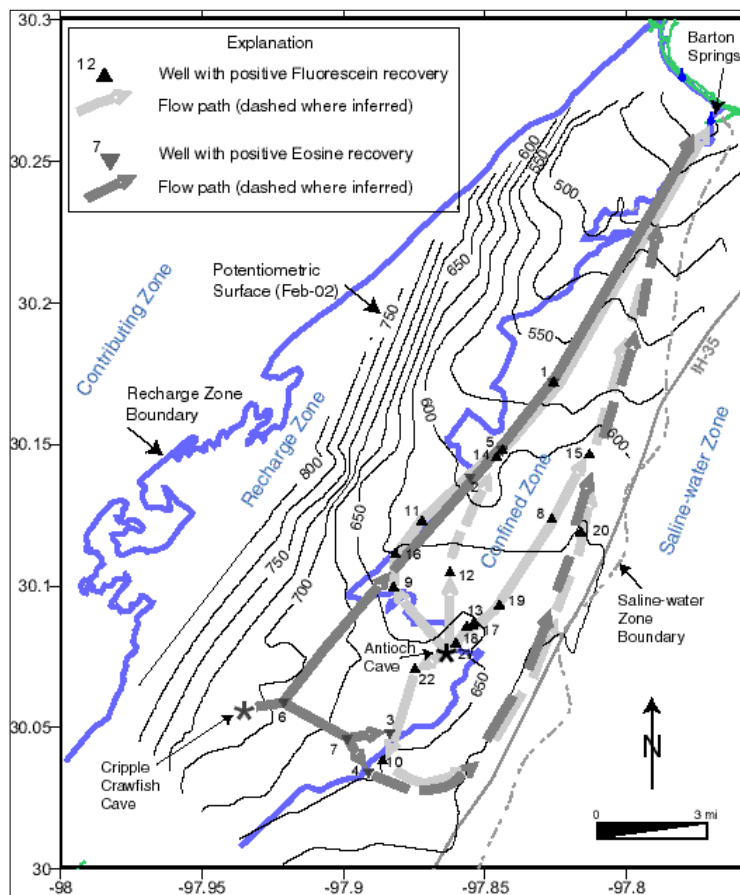 30.3
Explanation
12
Well with positive Fluorescein recovery
Flow path (dashed where inferred)
7
Well with positive Eosine recovery
Flow path (dashed where inferred)
Barton
Springs
30.25
600
550
500
650
750
550
Potentiometric
Surface (Feb-02)
Contributing Zone
30.2
IH-35
1
600
Recharge Zone
Boundary
Recharge Zone
800
30.15
5
14
600
15
2
Confined Zone
Saline-water Zone
650
11
8
20
16
750
700
30.1
9
12
19
13
17
18
Antioch
Cave
21
22
650
Saline-water
Zone
Boundary
30.05
6
3
7
4
10
Cripple
Crawfish
Cave
N
0
3 mi
30
-98
-97.95
-97.9
-97.85
-97.8